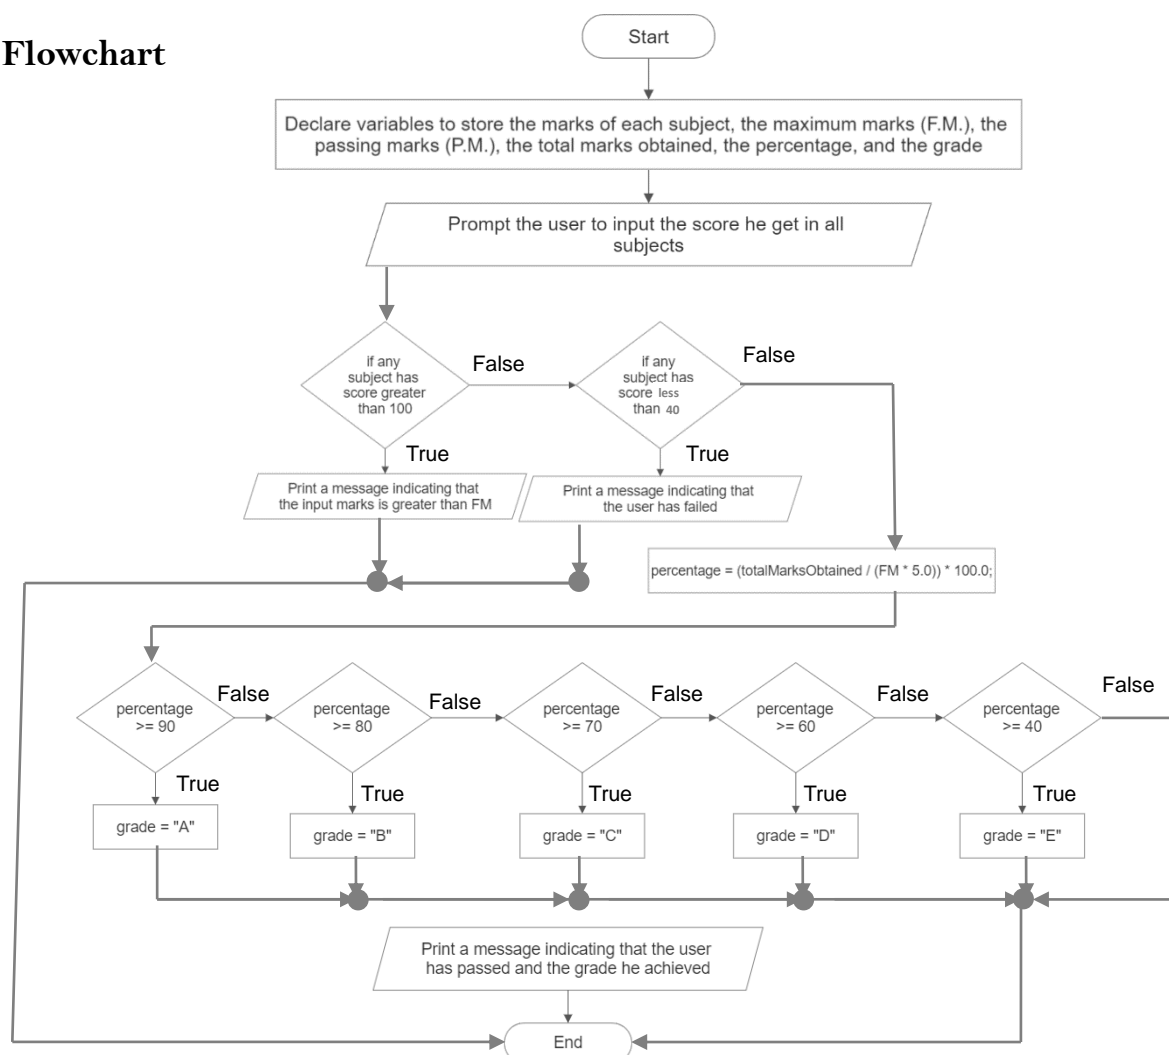 Flowchart
Start
Declare variables to store the marks of each subject, the maximum marks (F.M.), the
passing marks (P.M.), the total marks obtained, the percentage, and the grade
Prompt the user to input the score he get in all
subjects
if any
subject has
score greater
than 100
False
if any
subject has
score less
than 40
False
True
True
Print a message indicating that
the input marks is greater than FM
Print a message indicating that
the user has failed
percentage = (totalMarksObtained / (FM * 5.0)) * 100.0;
percentage
>= 90
False
percentage
>= 80
False
percentage
>= 70
False
percentage
>= 60
False
percentage
>= 40
False
True
True
True
True
True
grade = "A"
grade = "B"
grade = "C"
grade = "D"
grade = "E"
Print a message indicating that the user
has passed and the grade he achieved
End